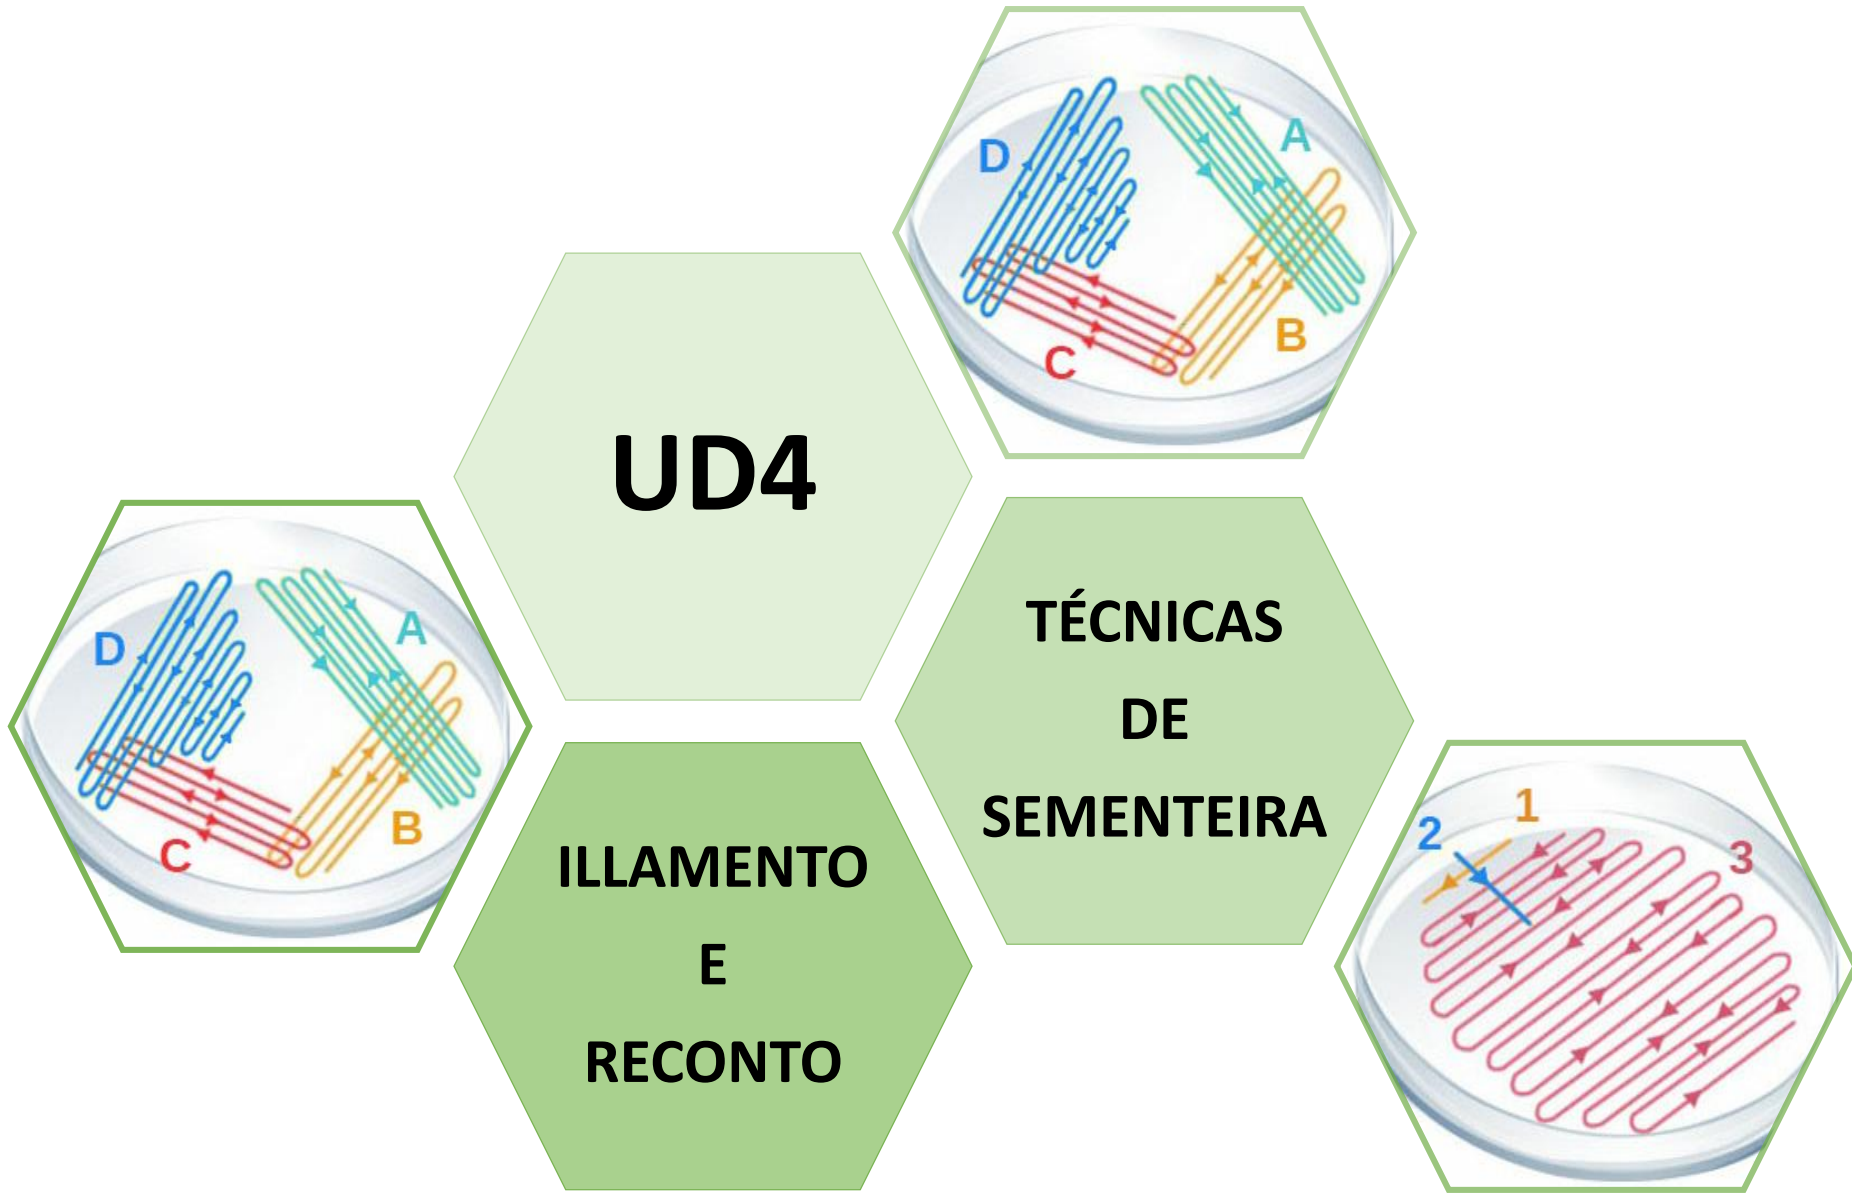 UD4
TÉCNICAS
DE
SEMENTEIRA
ILLAMENTO
E
RECONTO
D
A
C
B
D
A
C
B
1
2
3